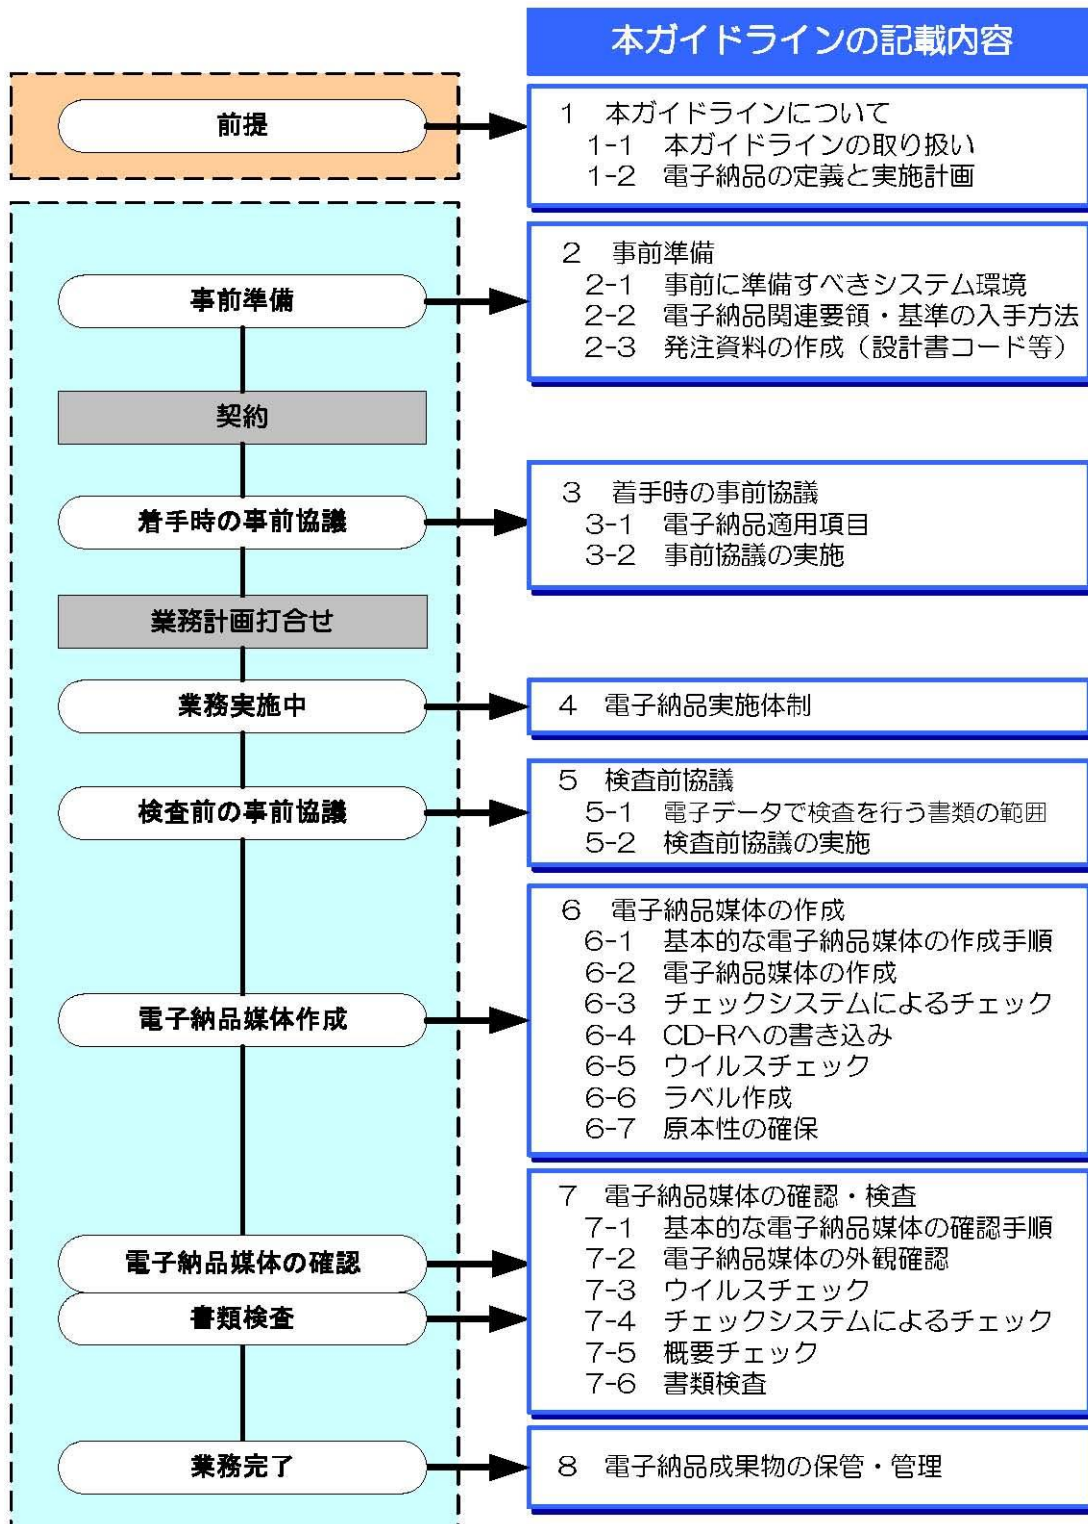 本ガイドラインの記載内容
前提
1 本ガイドラインについて
1-1 本ガイドラインの取り扱い
1-2 電子納品の定義と実施計画
事前準備
2 事前準備
2-1 事前に準備すべきシステム環境
2-2 電子納品関連要領・基準の入手方法
2-3 発注資料の作成（設計書コード等）
契約
着手時の事前協議
3 着手時の事前協議
3-1 電子納品適用項目
3-2 事前協議の実施
業務計画打合せ
業務実施中
4 電子納品実施体制
検査前の事前協議
5 検査前協議
5-1 電子データで検査を行う書類の範囲
5-2 検査前協議の実施
電子納品媒体作成
6 電子納品媒体の作成
6-1 基本的な電子納品媒体の作成手順
6-2 電子納品媒体の作成
6-3 チェックシステムによるチェック
6-4 CD-Rへの書き込み
6-5 ウイルスチェック
6-6 ラベル作成
6-7 原本性の確保
電子納品媒体の確認
書類検査
7 電子納品媒体の確認・検査
7-1 基本的な電子納品媒体の確認手順
7-2 電子納品媒体の外観確認
7-3 ウイルスチェック
7-4 チェックシステムによるチェック
7-5 概要チェック
7-6 書類検査
業務完了
8 電子納品成果物の保管・管理